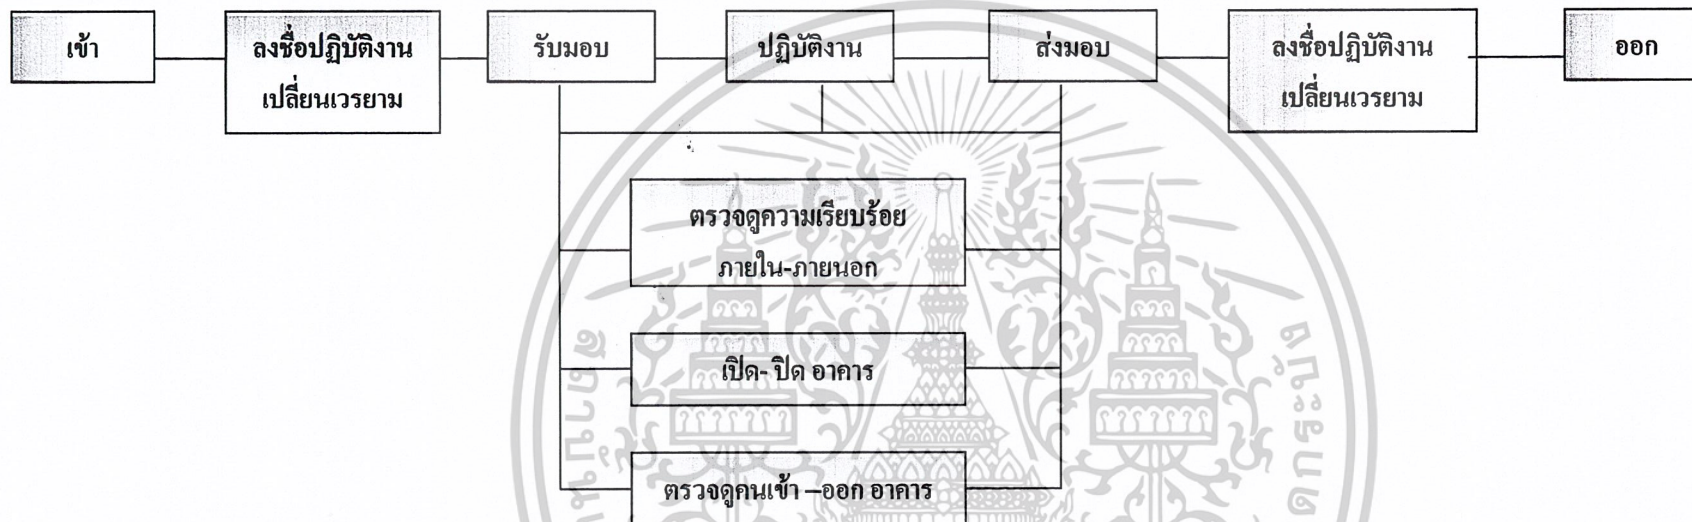 เข้า
ลงชื่อปฏิบัติงาน
เปลี่ยนเวรยาม
รับมอบ
ปฏิบัติงาน
ส่งมอบ
ลงชื่อปฏิบัติงาน
เปลี่ยนเวรยาม
ออก
ตรวจดูความเรียบร้อย
ภายใน-ภายนอก
เปิด- ปิด อาคาร
ตรวจดูคนเข้า –ออก อาคาร